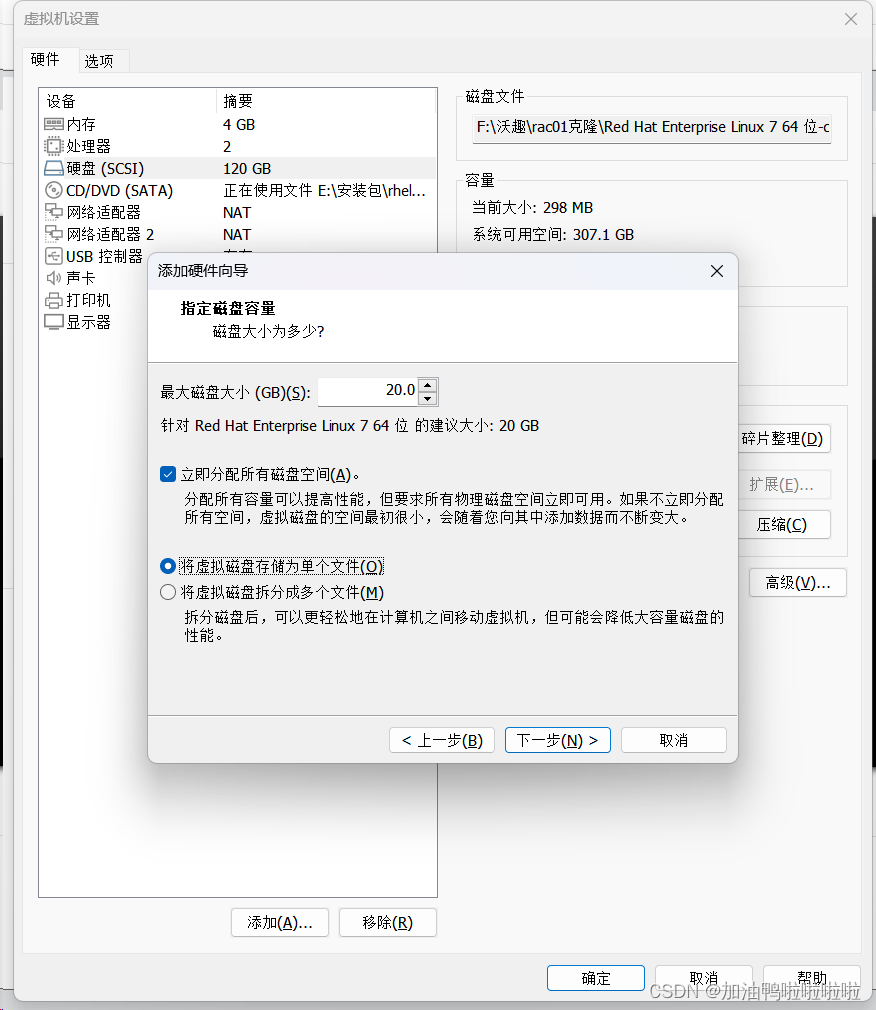 虚拟机设置
硬件
选项
设备 摘要
内存 4 GB
处理器 2
硬盘 (SCSI) 120 GB
CD/DVD (SATA) 正在使用文件 E:\安装包\rhel...
网络适配器 NAT
网络适配器 2 NAT
USB 控制器
声卡
打印机
显示器
磁盘文件
F:\沃趣\rac01克隆\Red Hat Enterprise Linux 7 64 位-c
容量
当前大小: 298 MB
系统可用空间: 307.1 GB
添加硬件向导
指定磁盘容量
磁盘大小为多少?
最大磁盘大小 (GB)(S): 20.0
针对 Red Hat Enterprise Linux 7 64 位 的建议大小: 20 GB
立即分配所有磁盘空间(A)。
分配所有容量可以提高性能，但要求所有物理磁盘空间立即可用。如果不立即分配
所有空间，虚拟磁盘的空间最初很小，会随着您向其中添加数据而不断变大。
将虚拟磁盘存储为单个文件(O)
将虚拟磁盘拆分成多个文件(M)
拆分磁盘后，可以更轻松地在计算机之间移动虚拟机，但可能会降低大容量磁盘的
性能。
< 上一步(B) 下一步(N) > 取消
碎片整理(D)
扩展(E)...
压缩(C)
高级(V)...
添加(A)... 移除(R)
确定 取消 帮助
CSDN @加油鸭啦啦啦啦